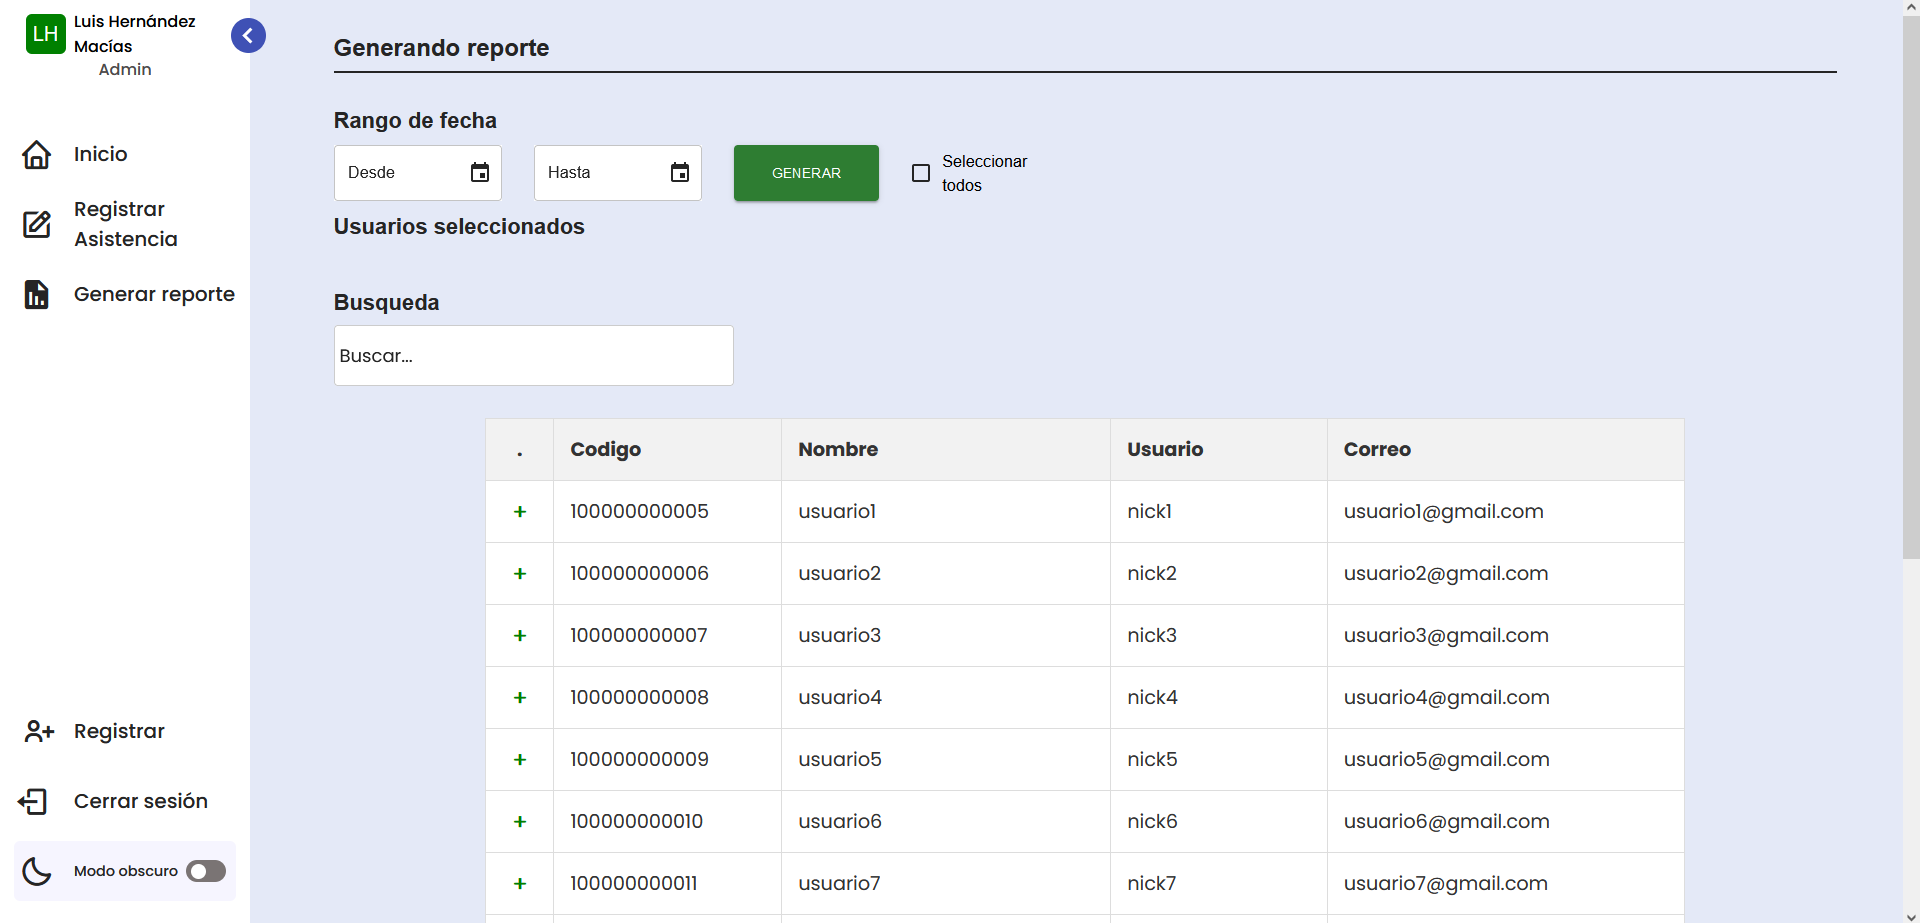 LH
Luis Hernández
Macías
Admin
Inicio
Registrar
Asistencia
Generar reporte
Registrar
Cerrar sesión
Modo obscuro
Generando reporte
Rango de fecha
Desde
Hasta
GENERAR
Seleccionar
todos
Usuarios seleccionados
Busqueda
Buscar...
. Codigo Nombre Usuario Correo
+ 100000000005 usuario1 nick1 usuario1@gmail.com
+ 100000000006 usuario2 nick2 usuario2@gmail.com
+ 100000000007 usuario3 nick3 usuario3@gmail.com
+ 100000000008 usuario4 nick4 usuario4@gmail.com
+ 100000000009 usuario5 nick5 usuario5@gmail.com
+ 100000000010 usuario6 nick6 usuario6@gmail.com
+ 100000000011 usuario7 nick7 usuario7@gmail.com